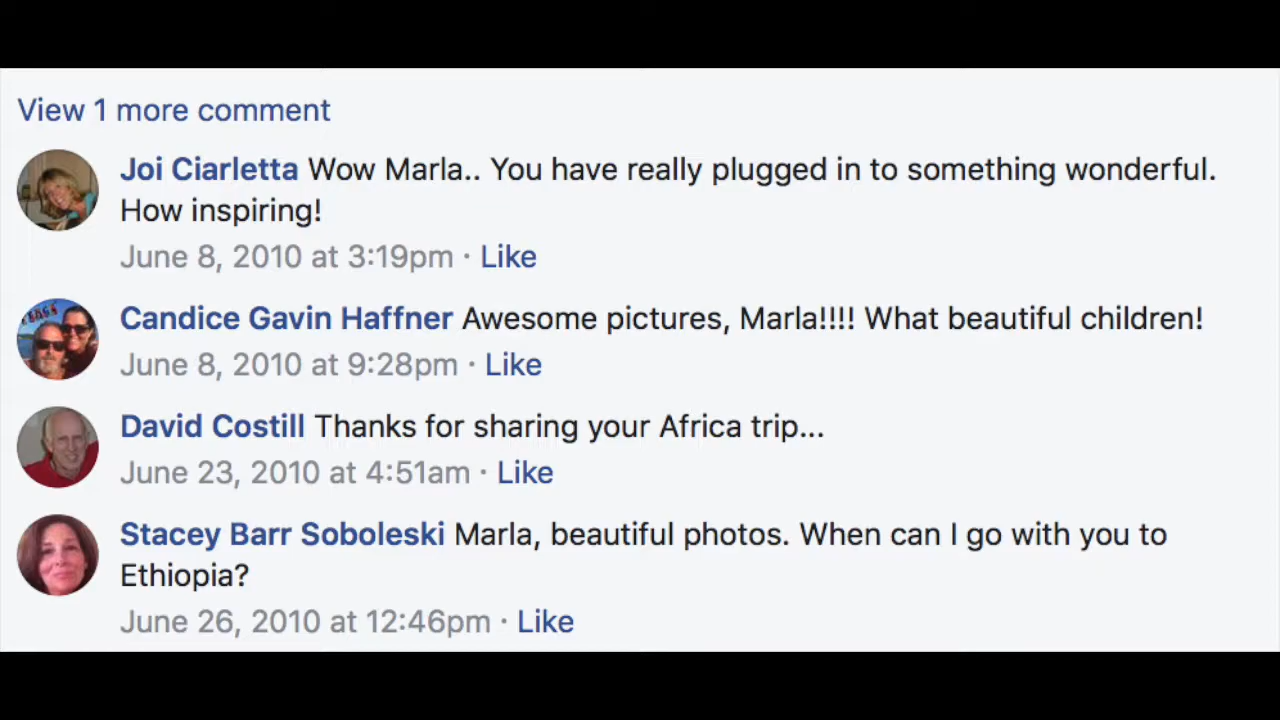 View 1 more comment
Joi Ciarletta Wow Marla.. You have really plugged in to something wonderful.
How inspiring!
June 8, 2010 at 3:19pm · Like
Candice Gavin Haffner Awesome pictures, Marla!!!! What beautiful children!
June 8, 2010 at 9:28pm · Like
David Costill Thanks for sharing your Africa trip...
June 23, 2010 at 4:51am · Like
Stacey Barr Soboleski Marla, beautiful photos. When can I go with you to
Ethiopia?
June 26, 2010 at 12:46pm · Like